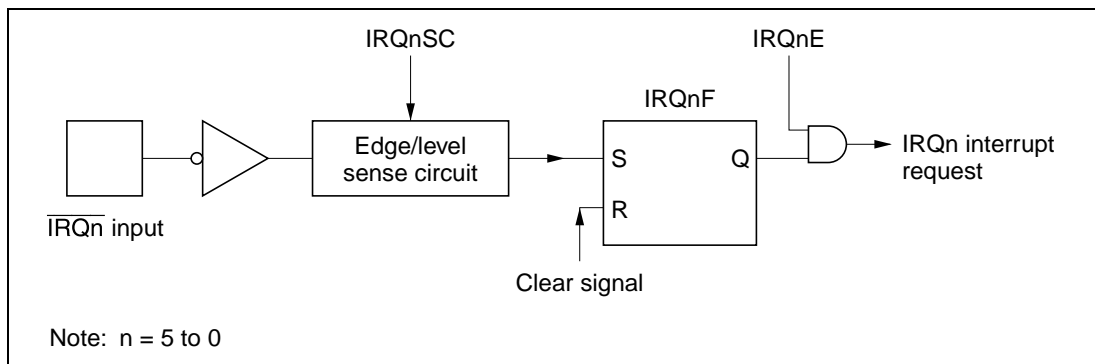 IRQnSC
IRQnE
IRQnF
Edge/level
sense circuit
S
Q
R
IRQn interrupt
request
IRQn input
Clear signal
Note: n = 5 to 0